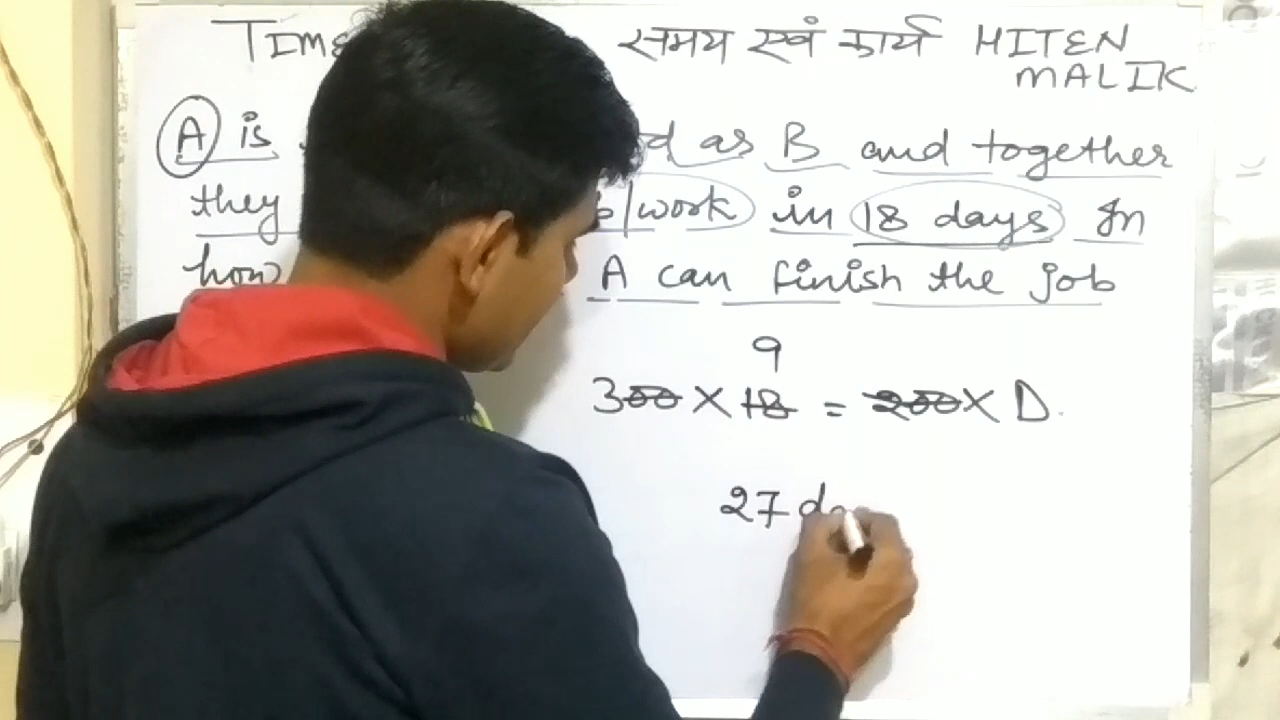 TIME समय एवं कार्य HITEN
MALIK
A is as B and together
they work in 18 days In
how A can finish the job
9
300 X 18 = 200 X D
27 da